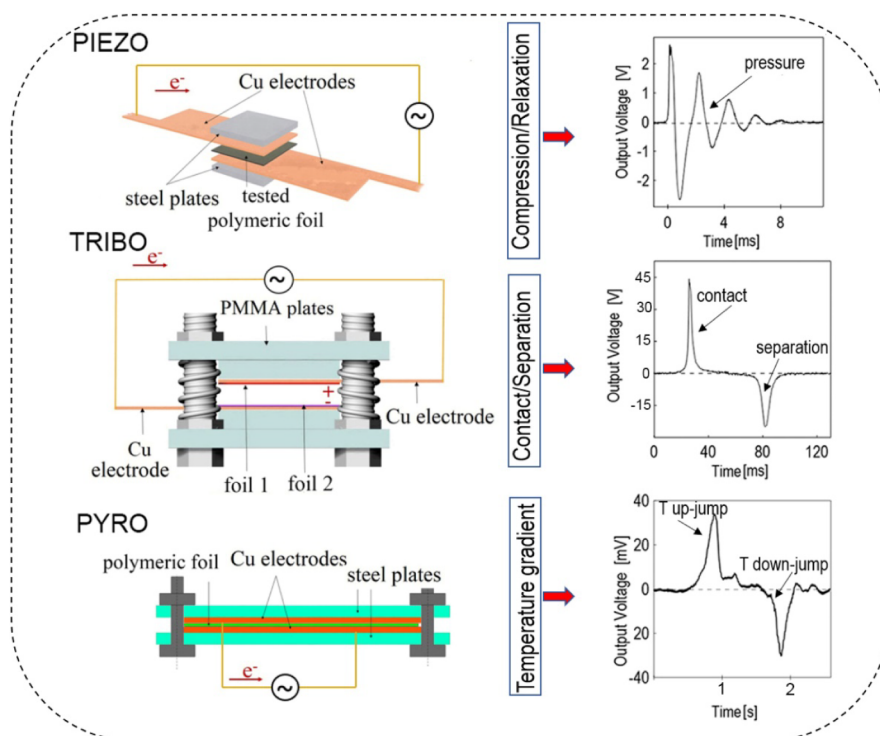 PIEZO
e-
Cu electrodes
~
steel plates
tested
polymeric foil
Compression/Relaxation
Output Voltage [V]
2
1
0
-1
-2
pressure
0
4
8
Time[ms]
TRIBO
e-
~
PMMA plates
+
-
Cu electrode
Cu
electrode
foil 1
foil 2
Contact/Separation
Output Voltage [V]
45
30
15
0
-15
contact
separation
0
40
80
120
Time [ms]
PYRO
polymeric foil
Cu electrodes
steel plates
e-
~
Temperature gradient
Output Voltage [mV]
40
20
0
-20
40
T up-jump
T down-jump
1
2
Time[s]